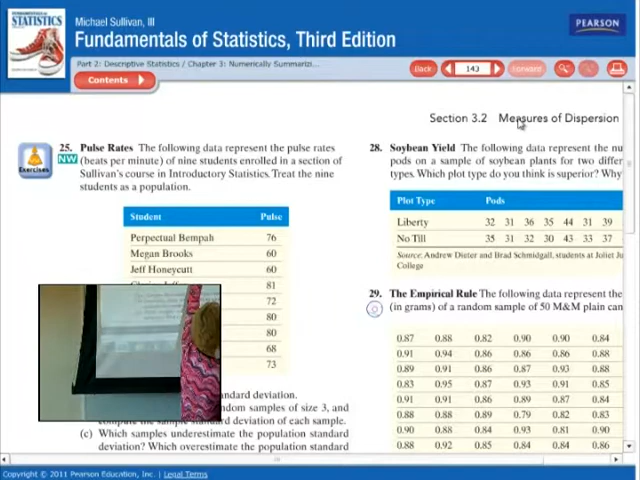 FUNDAMENTALS OF
STATISTICS
Michael Sullivan, III
Fundamentals of Statistics, Third Edition
PEARSON
Part 2: Descriptive Statistics / Chapter 3: Numerically Summarizi...
Contents
Back
143
Forward
Section 3.2 Measures of Dispersion
Exercises
NW
25. Pulse Rates The following data represent the pulse rates
(beats per minute) of nine students enrolled in a section of
Sullivan's course in Introductory Statistics. Treat the nine
students as a population.
Student Pulse
Perpectual Bempah 76
Megan Brooks 60
Jeff Honeycutt 60
81
72
80
80
68
73
ndard deviation.
ndom samples of size 3, and
compute the sample standard deviation of each sample.
(c) Which samples underestimate the population standard
deviation? Which overestimate the population standard
28. Soybean Yield The following data represent the nu
pods on a sample of soybean plants for two differ
types. Which plot type do you think is superior? Why
Plot Type Pods
Liberty 32 31 36 35 44 31 39
No Till 35 31 32 30 43 33 37
Source: Andrew Dieter and Brad Schmidgall, students at Joliet Ju
College
29. The Empirical Rule The following data represent the
(in grams) of a random sample of 50 M&M plain can
0.87 0.88 0.82 0.90 0.90 0.84
0.91 0.94 0.86 0.86 0.86 0.88
0.89 0.91 0.86 0.87 0.93 0.88
0.83 0.95 0.87 0.93 0.91 0.85
0.91 0.91 0.86 0.89 0.87 0.84
0.88 0.88 0.89 0.79 0.82 0.83
0.90 0.88 0.84 0.93 0.81 0.90
0.88 0.92 0.85 0.84 0.84 0.86
Copyright © 2011 Pearson Education, Inc. | Legal Terms